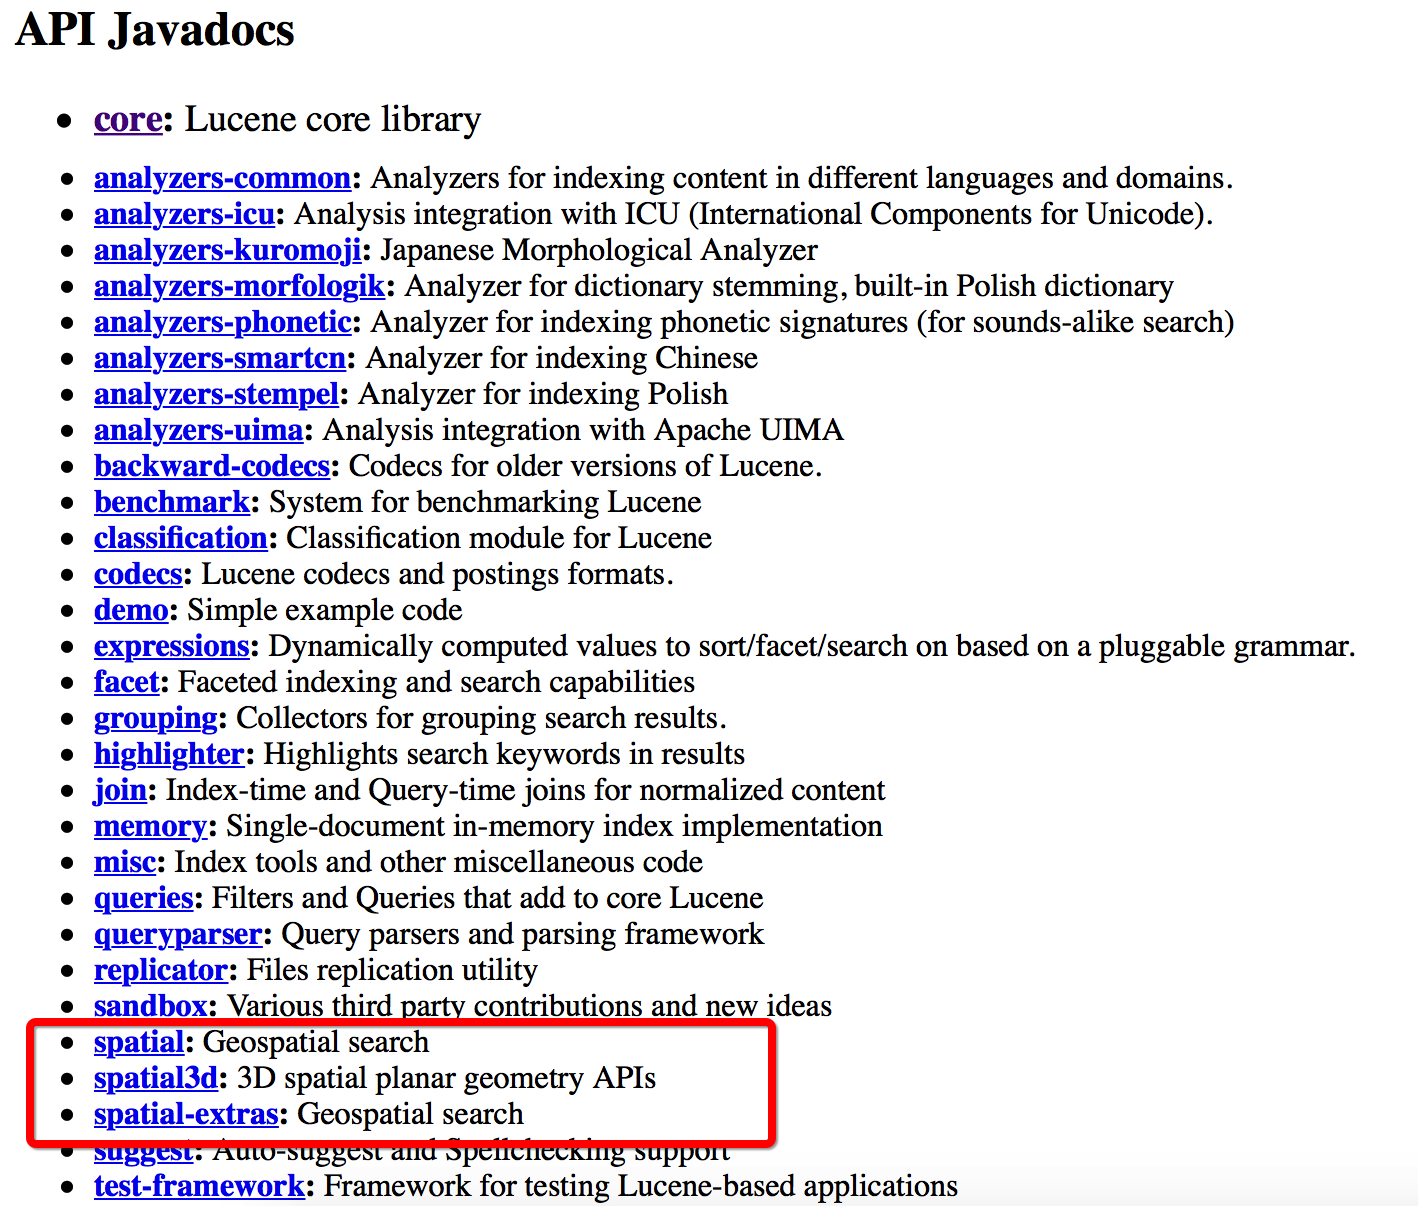 API Javadocs
core: Lucene core library
analyzers-common: Analyzers for indexing content in different languages and domains.
analyzers-icu: Analysis integration with ICU (International Components for Unicode).
analyzers-kuromoji: Japanese Morphological Analyzer
analyzers-morfologik: Analyzer for dictionary stemming, built-in Polish dictionary
analyzers-phonetic: Analyzer for indexing phonetic signatures (for sounds-alike search)
analyzers-smartcn: Analyzer for indexing Chinese
analyzers-stempel: Analyzer for indexing Polish
analyzers-uima: Analysis integration with Apache UIMA
backward-codecs: Codecs for older versions of Lucene.
benchmark: System for benchmarking Lucene
classification: Classification module for Lucene
codecs: Lucene codecs and postings formats.
demo: Simple example code
expressions: Dynamically computed values to sort/facet/search on based on a pluggable grammar.
facet: Faceted indexing and search capabilities
grouping: Collectors for grouping search results.
highlighter: Highlights search keywords in results
join: Index-time and Query-time joins for normalized content
memory: Single-document in-memory index implementation
misc: Index tools and other miscellaneous code
queries: Filters and Queries that add to core Lucene
queryparser: Query parsers and parsing framework
replicator: Files replication utility
sandbox: Various third party contributions and new ideas
spatial: Geospatial search
spatial3d: 3D spatial planar geometry APIs
spatial-extras: Geospatial search
suggest: Auto-suggest and Spellchecking support
test-framework: Framework for testing Lucene-based applications